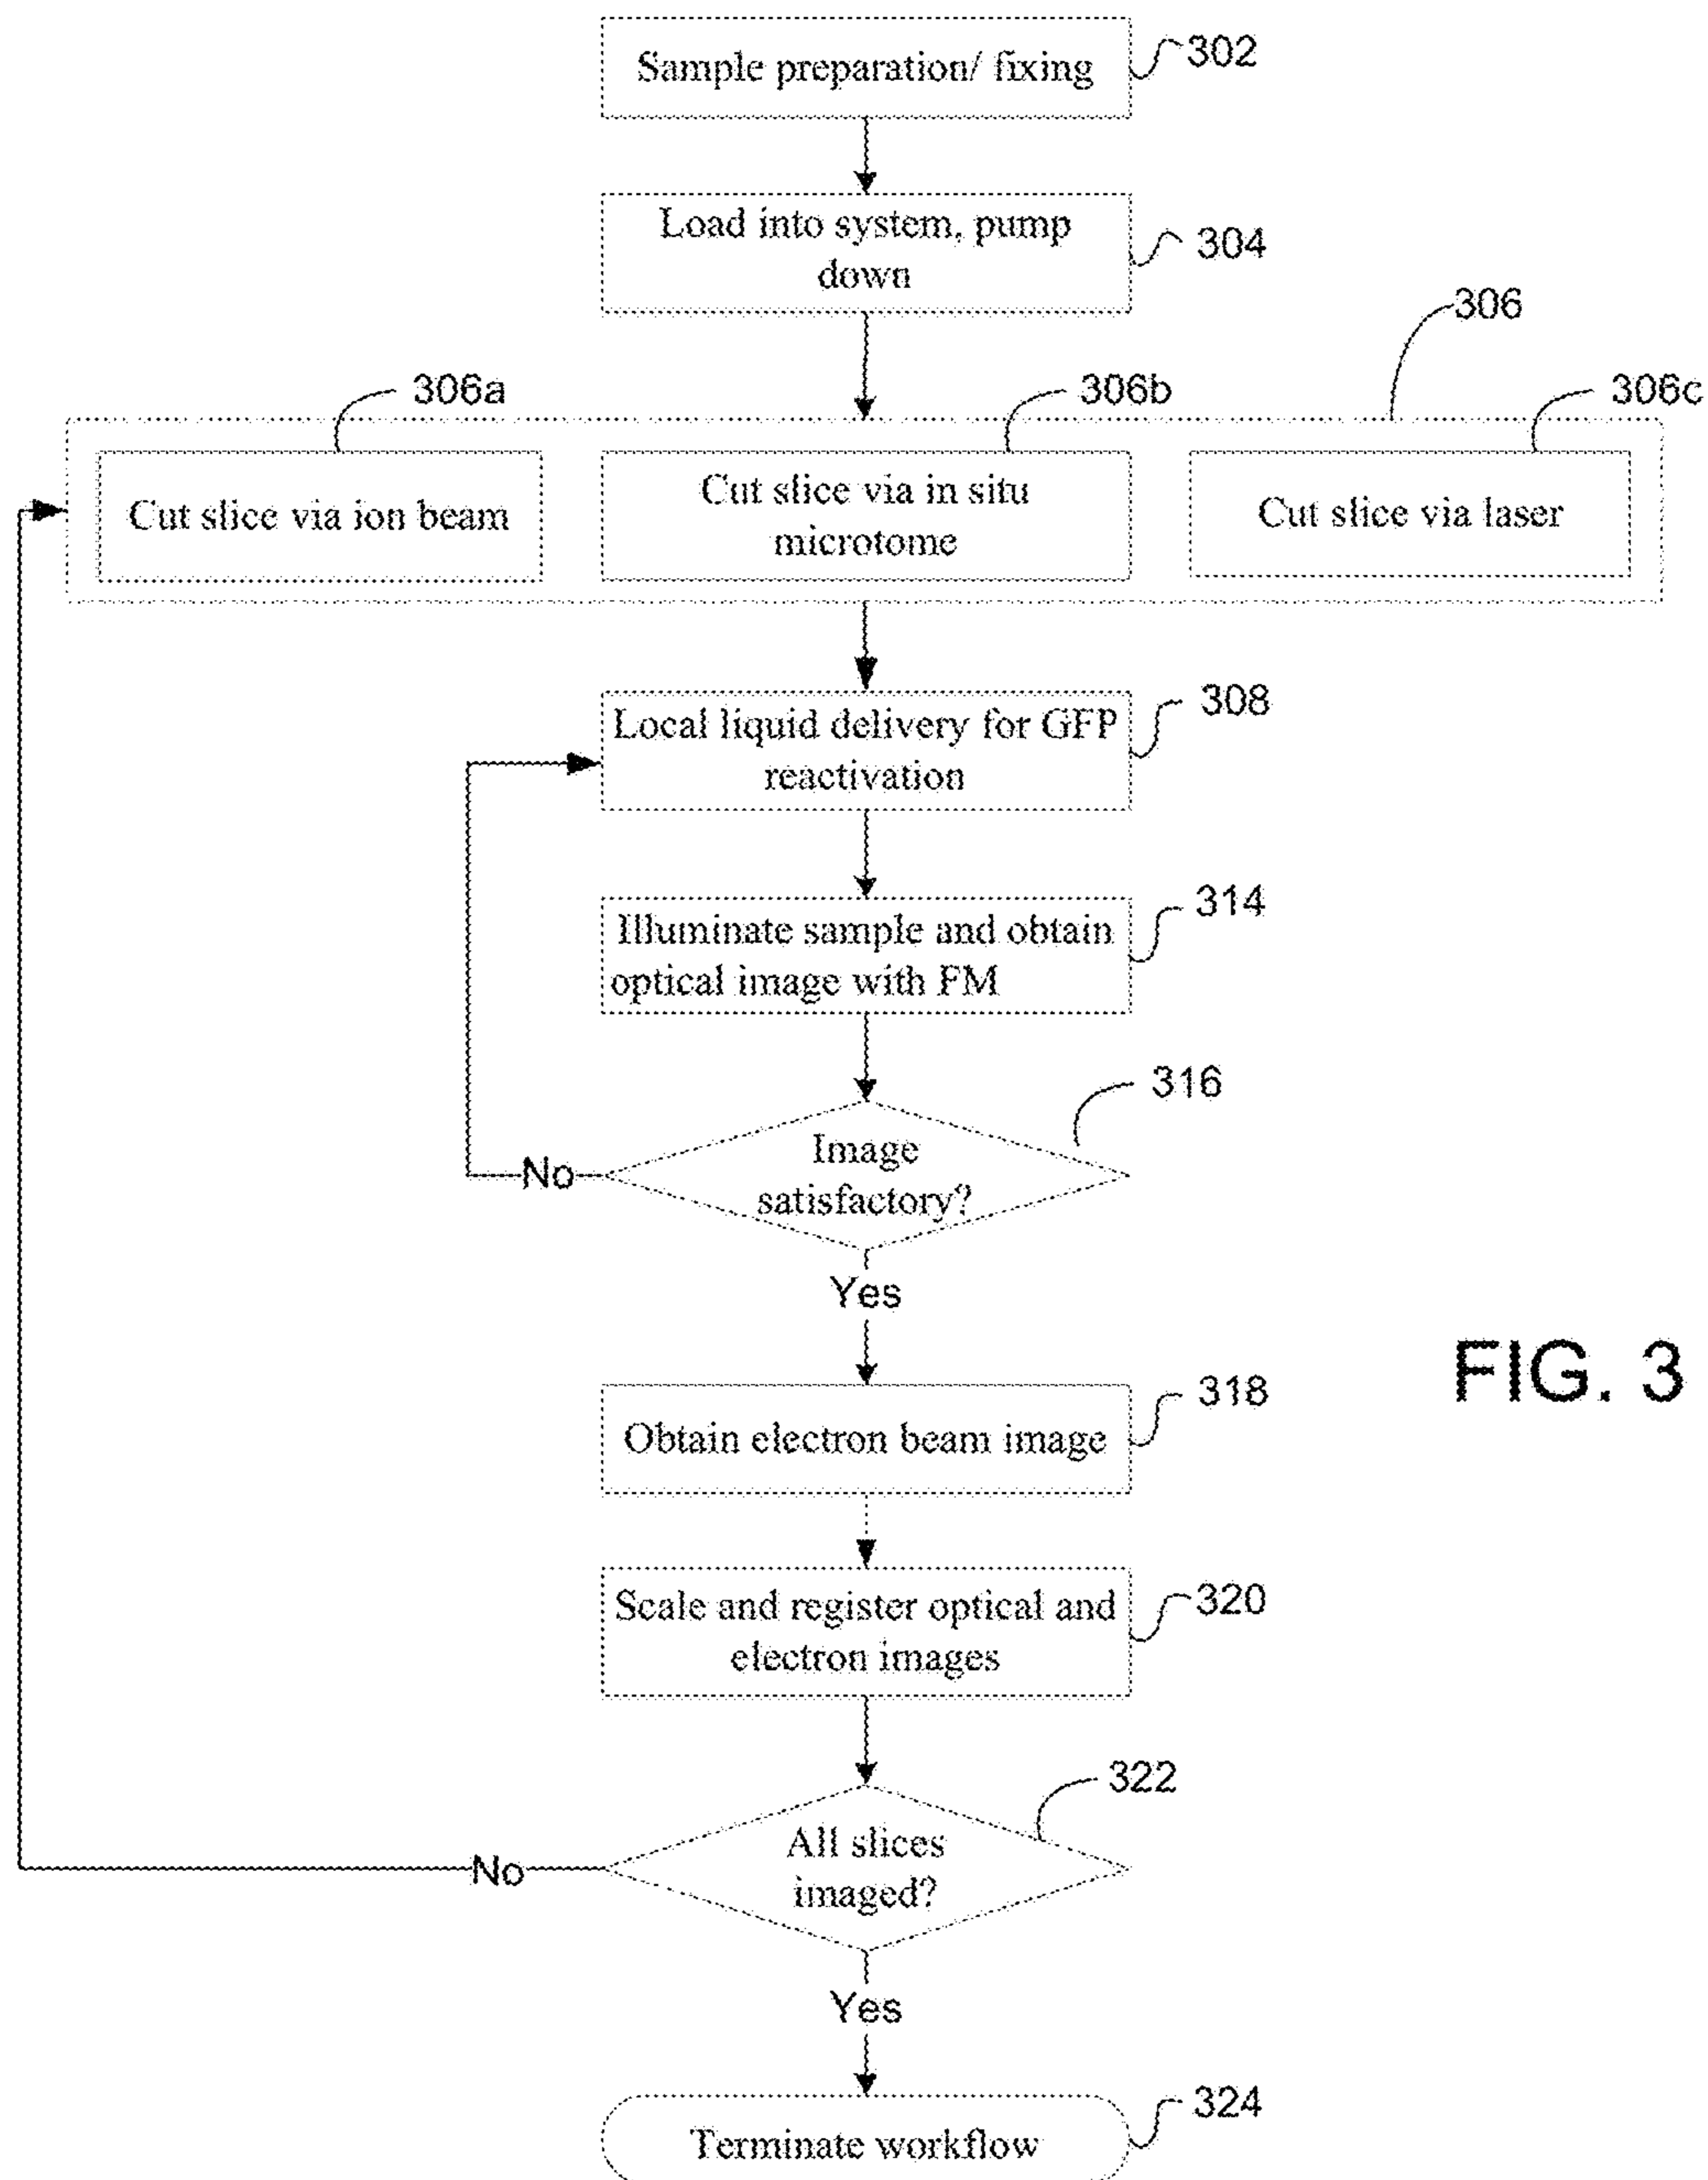 Sample preparation/ fixing
302
Load into system, pump
down
304
306
306a
306b
306c
Cut slice via ion beam
Cut slice via in situ
microtome
Cut slice via laser
Local liquid delivery for GFP
reactivation
308
Illuminate sample and obtain
optical image with FM
314
316
Image
satisfactory?
No
Yes
FIG. 3
Obtain electron beam image
318
Scale and register optical and
electron images
320
322
All slices
imaged?
No
Yes
Terminate workflow
324